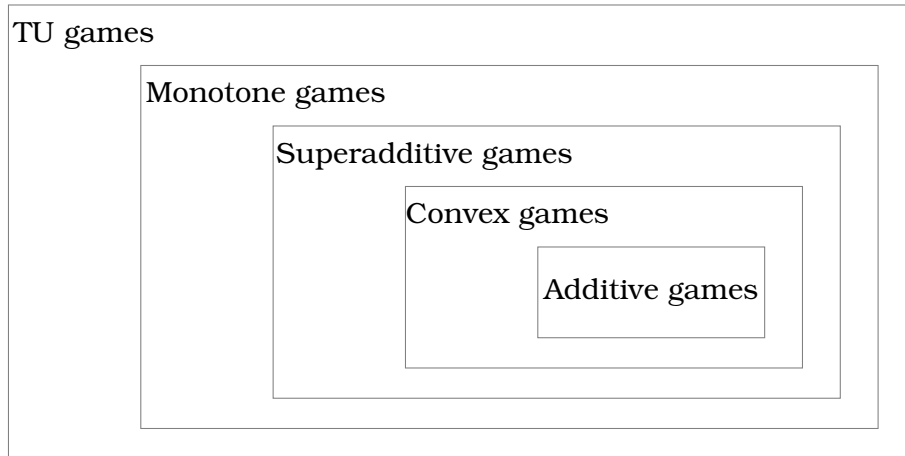 TU games
Monotone games
Superadditive games
Convex games
Additive games